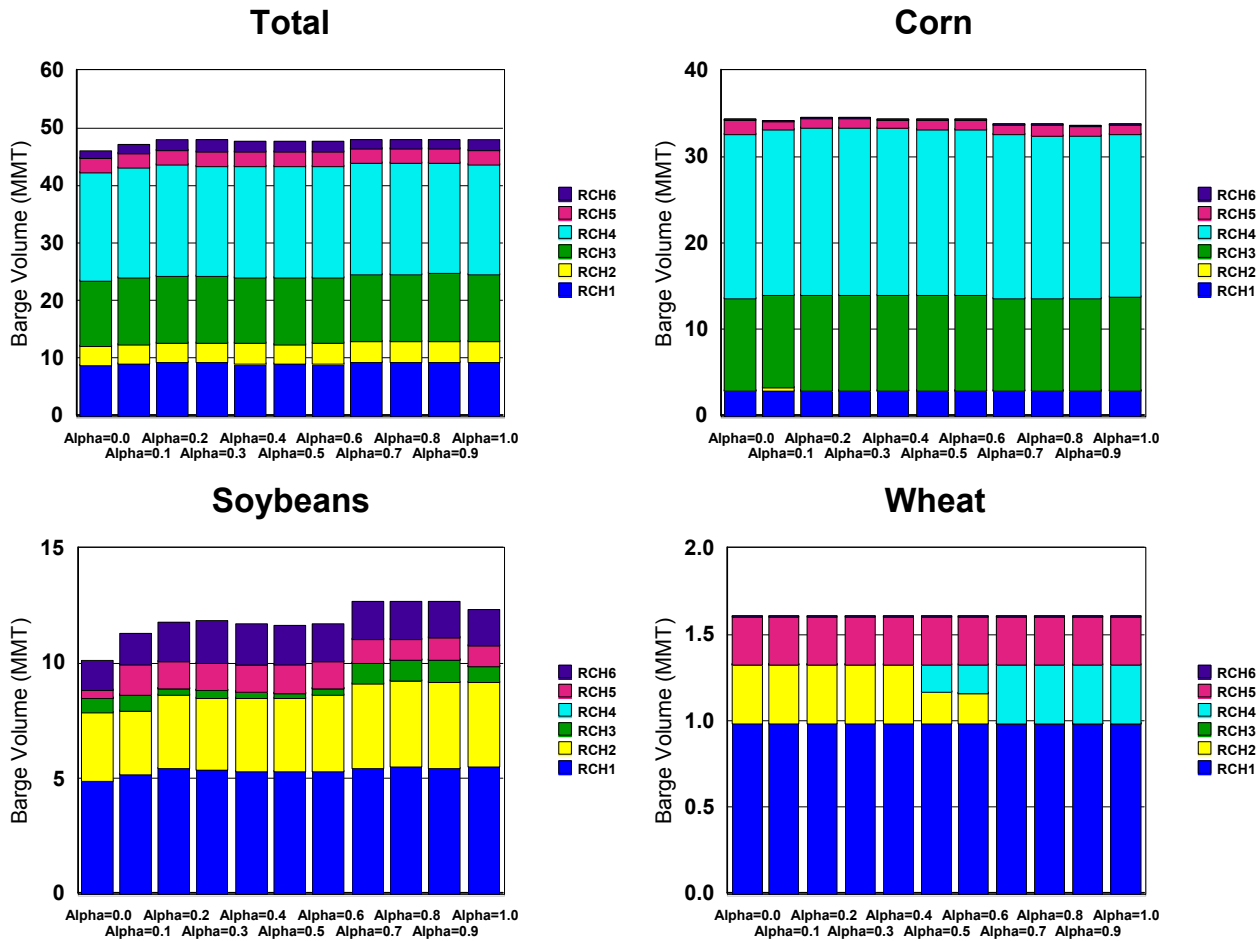 Total
60
50
40
30
20
10
0
Barge Volume (MMT)
Alpha=0.0 Alpha=0.2 Alpha=0.4 Alpha=0.6 Alpha=0.8 Alpha=1.0
Alpha=0.1 Alpha=0.3 Alpha=0.5 Alpha=0.7 Alpha=0.9
RCH6
RCH5
RCH4
RCH3
RCH2
RCH1
Corn
40
30
20
10
0
Barge Volume (MMT)
Alpha=0.0 Alpha=0.2 Alpha=0.4 Alpha=0.6 Alpha=0.8 Alpha=1.0
Alpha=0.1 Alpha=0.3 Alpha=0.5 Alpha=0.7 Alpha=0.9
RCH6
RCH5
RCH4
RCH3
RCH2
RCH1
Soybeans
15
10
5
0
Barge Volume (MMT)
Alpha=0.0 Alpha=0.2 Alpha=0.4 Alpha=0.6 Alpha=0.8 Alpha=1.0
Alpha=0.1 Alpha=0.3 Alpha=0.5 Alpha=0.7 Alpha=0.9
RCH6
RCH5
RCH4
RCH3
RCH2
RCH1
Wheat
2.0
1.5
1.0
0.5
0.0
Barge Volume (MMT)
Alpha=0.0 Alpha=0.2 Alpha=0.4 Alpha=0.6 Alpha=0.8 Alpha=1.0
Alpha=0.1 Alpha=0.3 Alpha=0.5 Alpha=0.7 Alpha=0.9
RCH6
RCH5
RCH4
RCH3
RCH2
RCH1